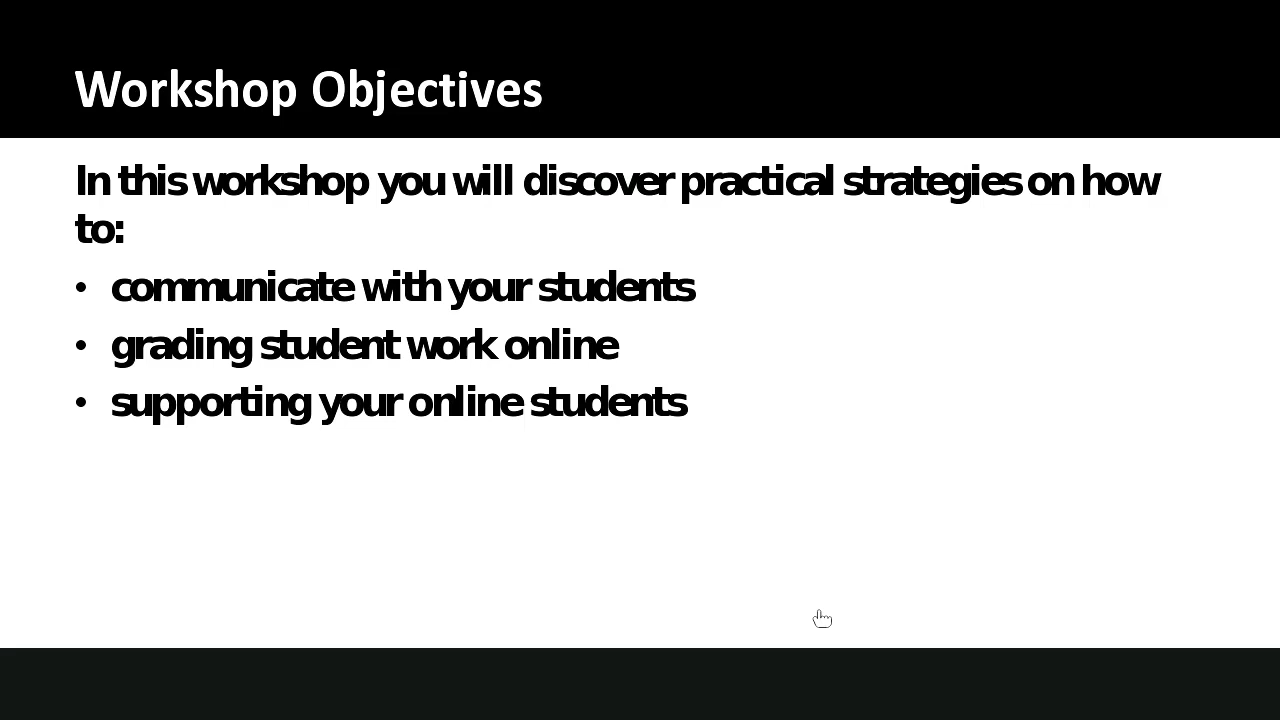 Workshop Objectives
In this workshop you will discover practical strategies on how
to:
• communicate with your students
• grading student work online
• supporting your online students